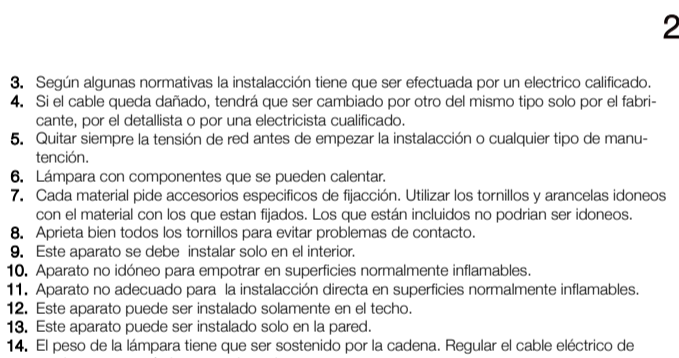 2
3. Según algunas normativas la instalacción tiene que ser efectuada por un electrico calificado.
4. Si el cable queda dañado, tendrá que ser cambiado por otro del mismo tipo solo por el fabri-
cante, por el detallista o por una electricista cualificado.
5. Quitar siempre la tensión de red antes de empezar la instalacción o cualquier tipo de manu-
tención.
6. Lámpara con componentes que se pueden calentar.
7. Cada material pide accesorios especificos de fijacción. Utilizar los tornillos y arancelas idoneos
con el material con los que estan fijados. Los que están incluidos no podrian ser idoneos.
8. Aprieta bien todos los tornillos para evitar problemas de contacto.
9. Este aparato se debe  instalar solo en el interior.
10. Aparato no idóneo para empotrar en superficies normalmente inflamables.
11. Aparato no adecuado para  la instalacción directa en superficies normalmente inflamables.
12. Este aparato puede ser instalado solamente en el techo.
13. Este aparato puede ser instalado solo en la pared.
14. El peso de la lámpara tiene que ser sostenido por la cadena. Regular el cable eléctrico de